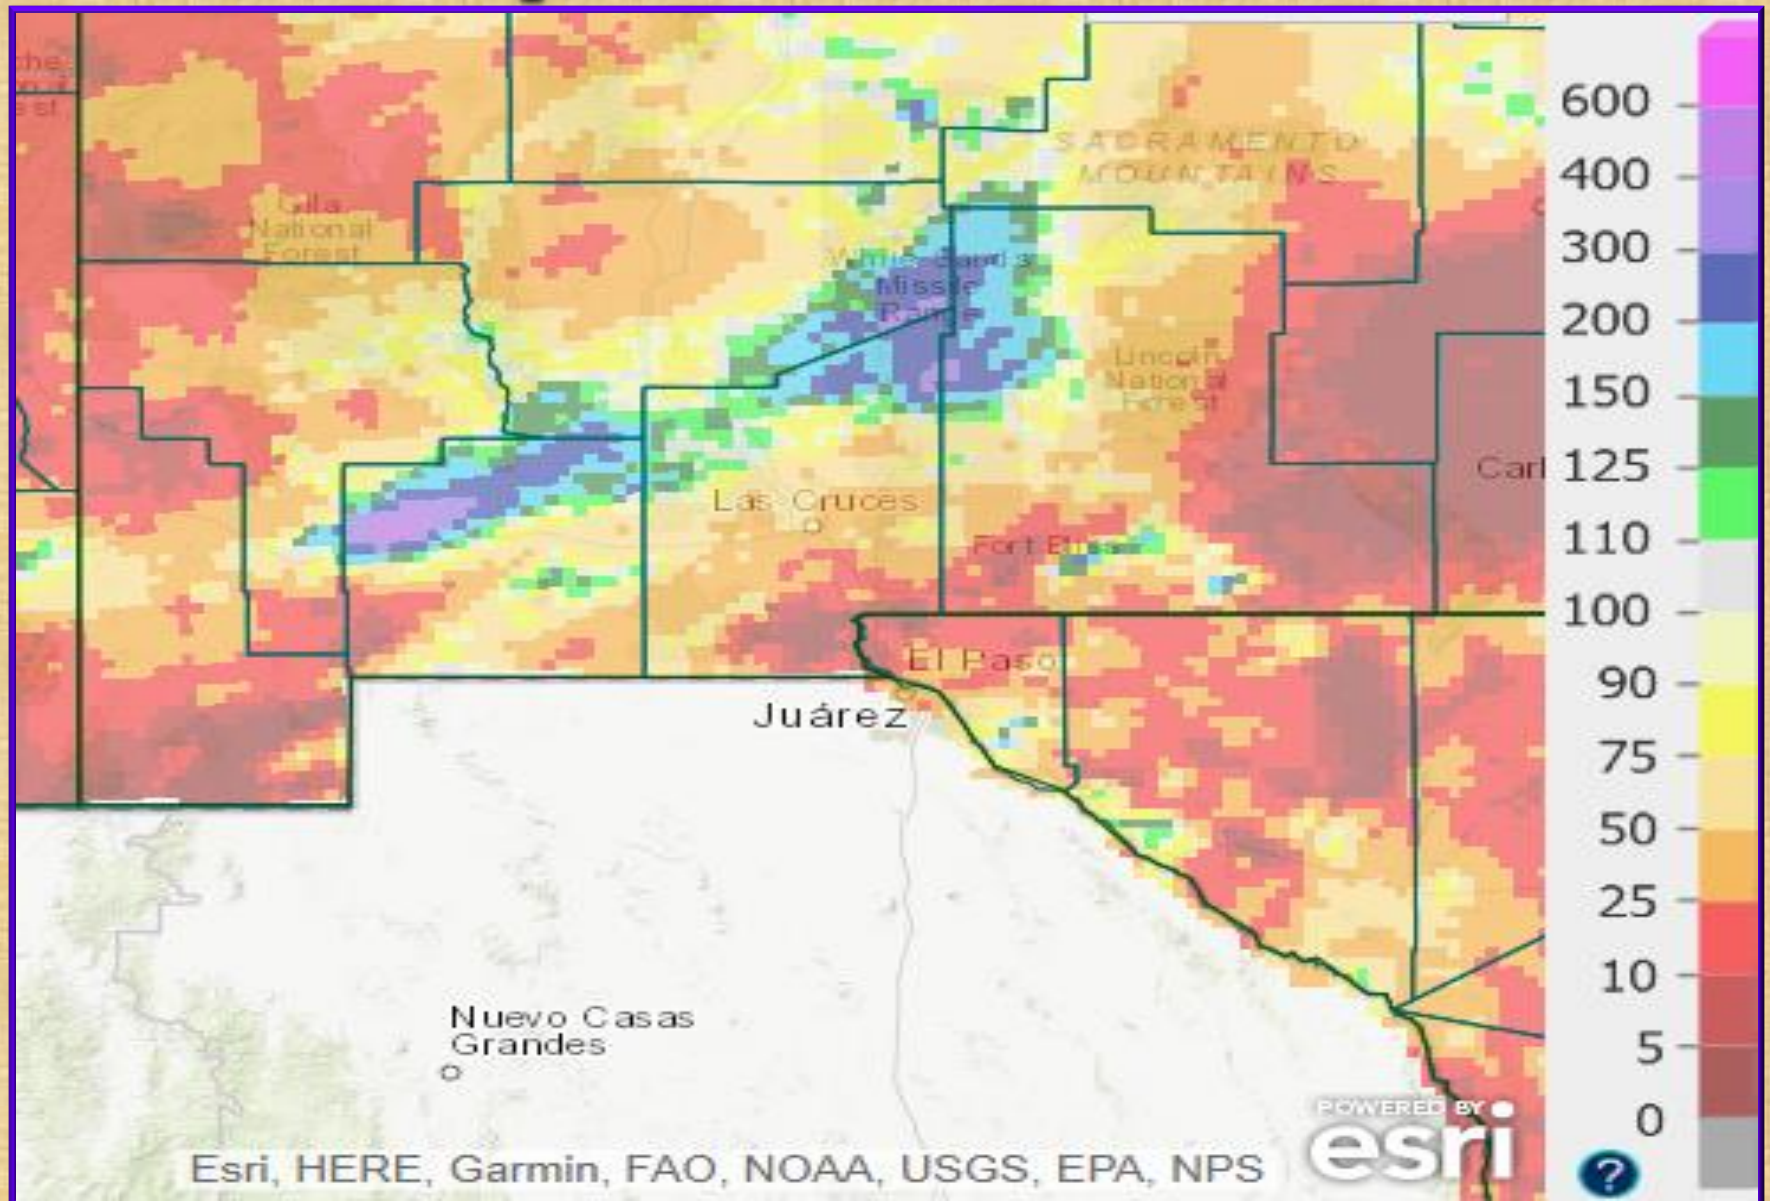 SACRAMENTO
MOUNTAINS
Gila
National
Forest
White Sands
Missile
Range
Lincoln
National
Forest
Las Cruces
Fort Bliss
Carl
El Paso
Juárez
Nuevo Casas
Grandes
600
400
300
200
150
125
110
100
90
75
50
25
10
5
0
POWERED BY
esri
Esri, HERE, Garmin, FAO, NOAA, USGS, EPA, NPS
?